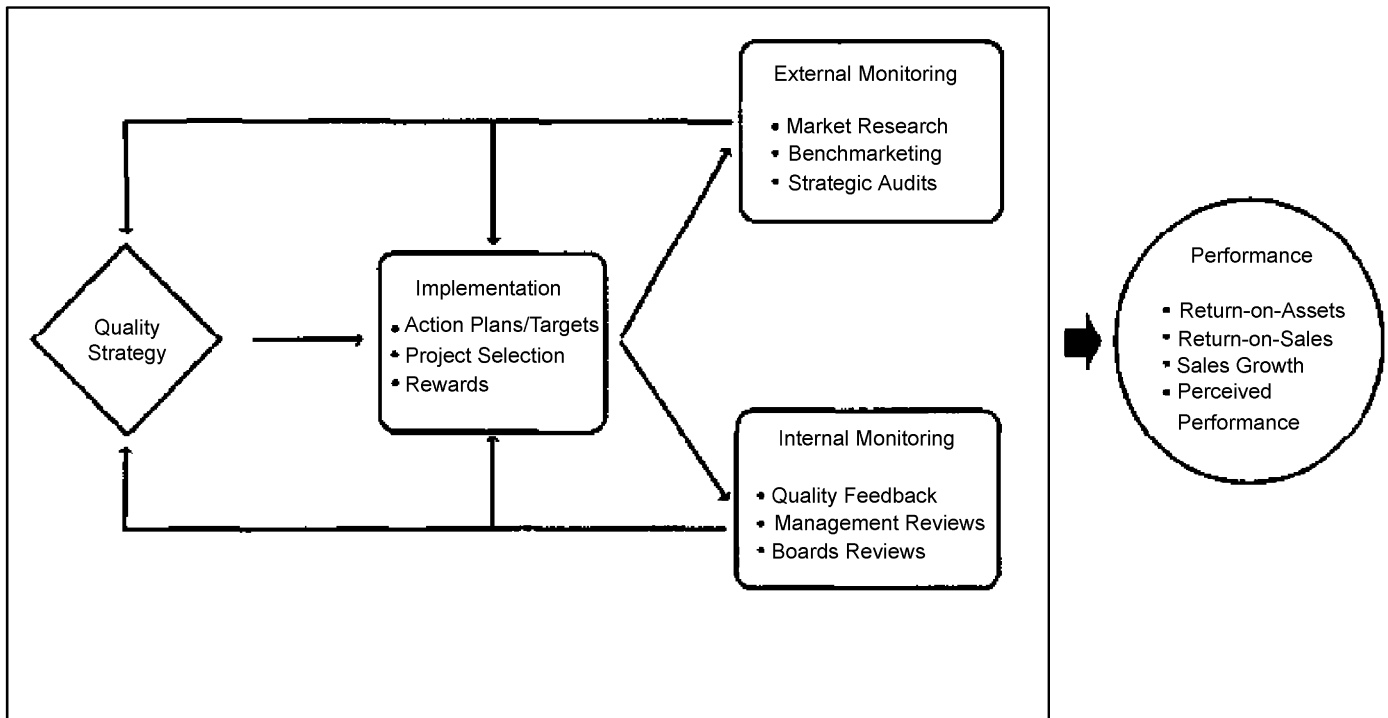 External Monitoring
• Market Research
• Benchmarketing
• Strategic Audits
Quality
Strategy
Implementation
• Action Plans/Targets
• Project Selection
• Rewards
Internal Monitoring
• Quality Feedback
• Management Reviews
• Boards Reviews
Performance
• Return-on-Assets
• Return-on-Sales
• Sales Growth
• Perceived
Performance